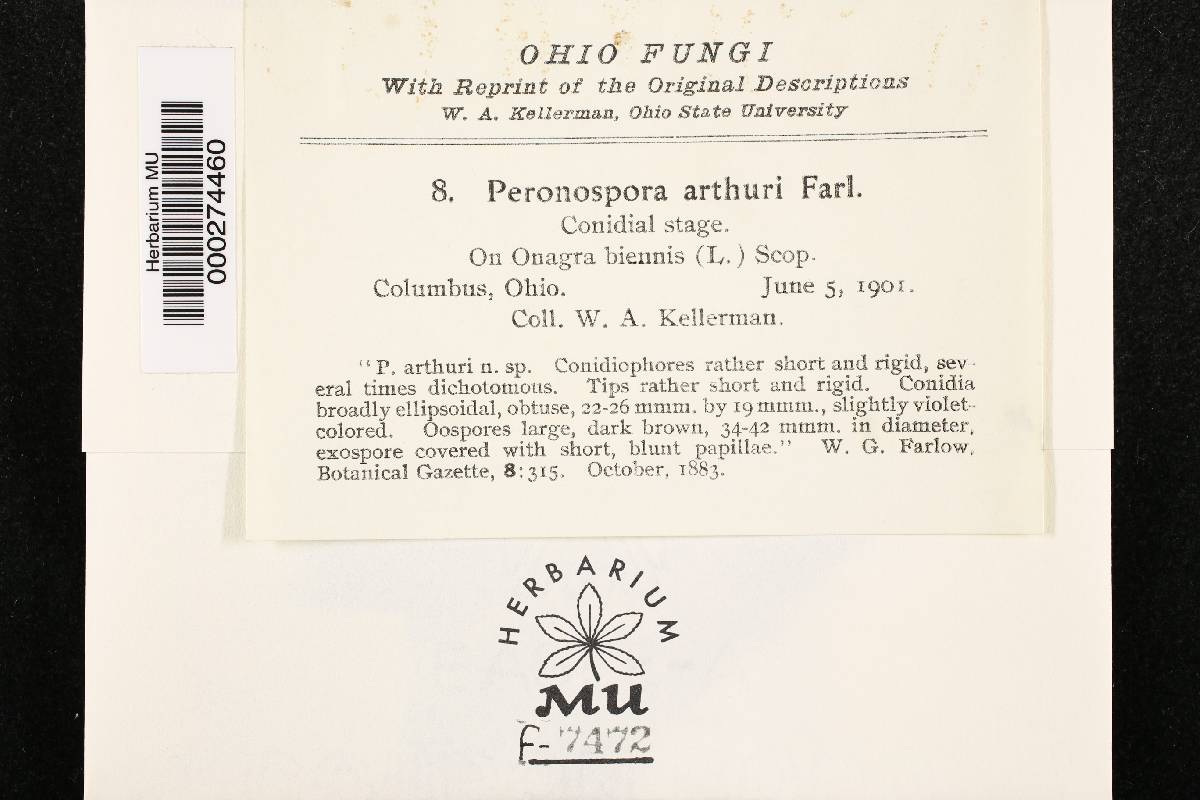 OHIO FUNGI
With Reprint of the Original Descriptions
W. A. Kellerman, Ohio State University
Herbarium MU
000274460
8. Peronospora arthuri Farl.
Conidial stage.
On Onagra biennis (L.) Scop.
Columbus, Ohio. June 5, 1901.
Coll. W. A. Kellerman.
"P. arthuri n. sp. Conidiophores rather short and rigid, sev-
eral times dichotomous. Tips rather short and rigid. Conidia
broadly ellipsoidal, obtuse, 22-26 mmm. by 19 mmm., slightly violet-
colored. Oospores large, dark brown, 34-42 mmm. in diameter,
exospore covered with short, blunt papillae." W. G. Farlow,
Botanical Gazette, 8:315. October, 1883.
HERBARIUM
MU
F-7472